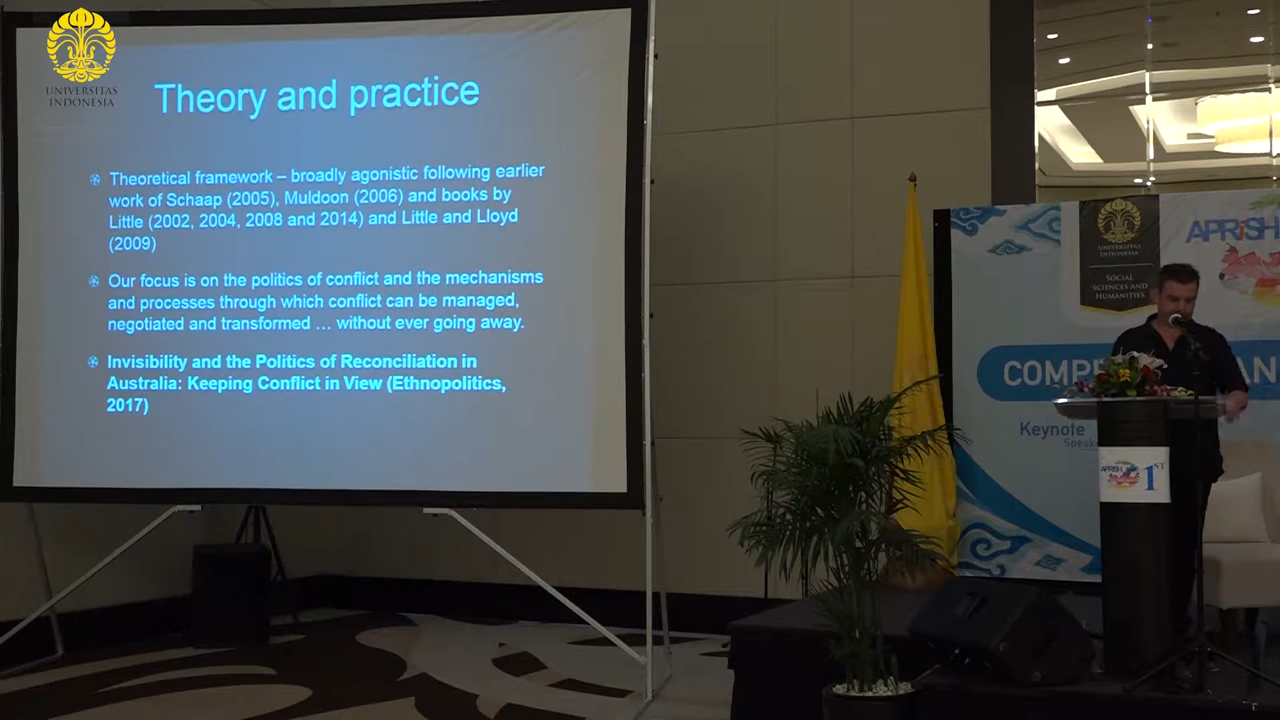 UNIVERSITAS
INDONESIA
Theory and practice
Theoretical framework – broadly agonistic following earlier
work of Schaap (2005), Muldoon (2006) and books by
Little (2002, 2004, 2008 and 2014) and Little and Lloyd
(2009)
Our focus is on the politics of conflict and the mechanisms
and processes through which conflict can be managed,
negotiated and transformed … without ever going away.
Invisibility and the Politics of Reconciliation in
Australia: Keeping Conflict in View (Ethnopolitics,
2017)
UNIVERSITAS
INDONESIA
SOCIAL
SCIENCES AND
HUMANITIES
APRiSH
COMP
AN
Keynote
Speake
APRISH
1ST